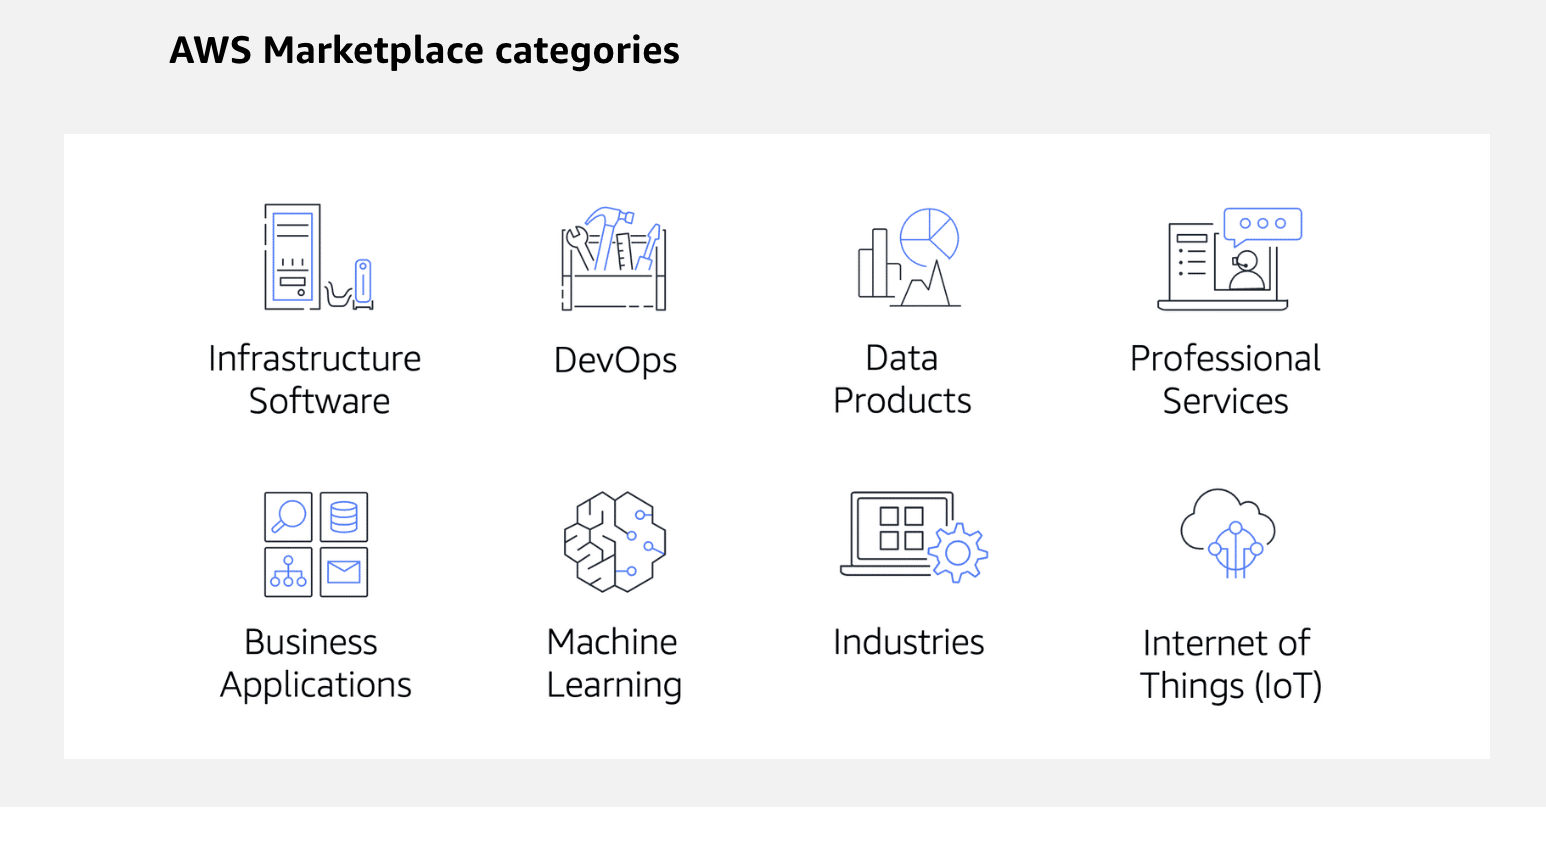 AWS Marketplace categories
Infrastructure
Software
DevOps
Data
Products
Professional
Services
Business
Applications
Machine
Learning
Industries
Internet of
Things (IoT)